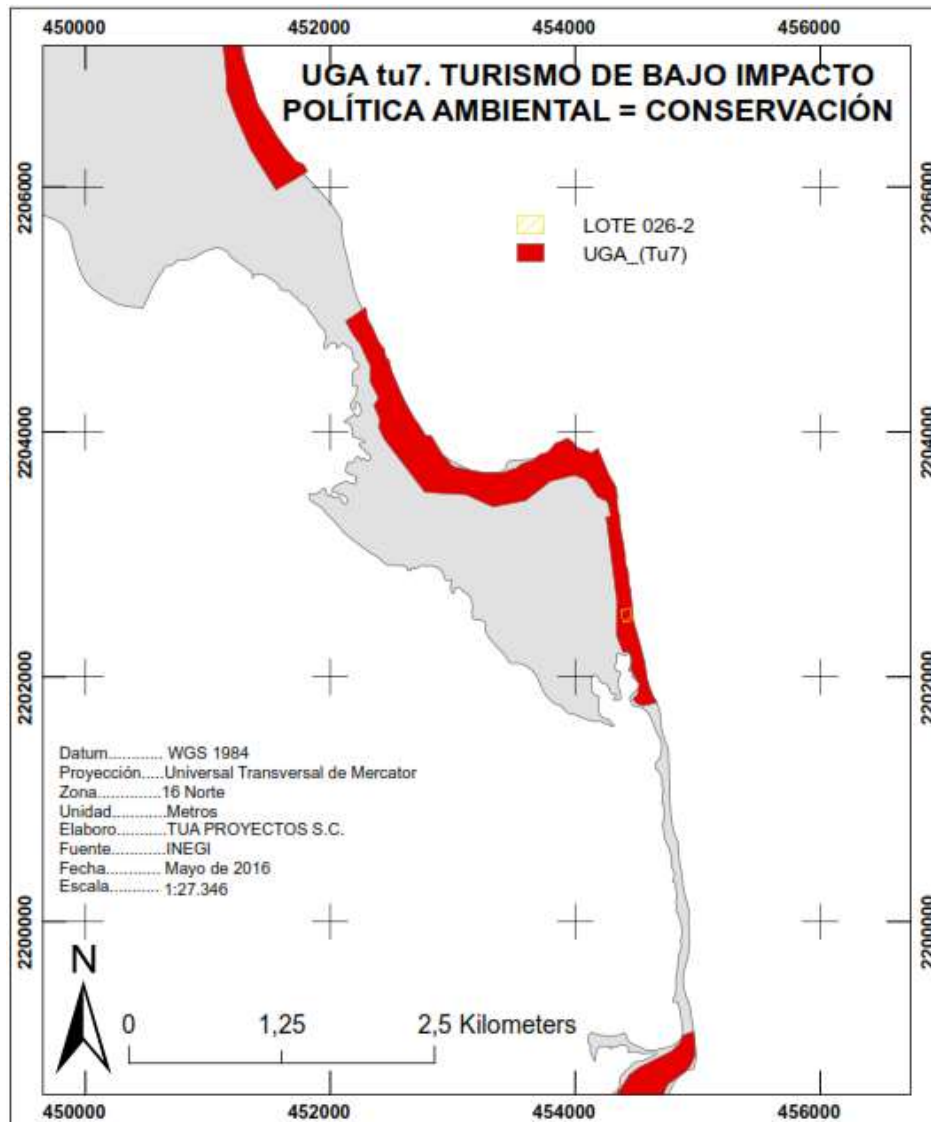 450000 452000 454000 456000
UGA tu7. TURISMO DE BAJO IMPACTO
POLÍTICA AMBIENTAL = CONSERVACIÓN
2206000 2206000
LOTE 026-2
UGA_(Tu7)
2204000 2204000
2202000 2202000
Datum............ WGS 1984
Proyección.....Universal Transversal de Mercator
Zona..............16 Norte
Unidad............Metros
Elaboro...........TUA PROYECTOS S.C.
Fuente............INEGI
Fecha............ Mayo de 2016
Escala........... 1:27.346
2200000 2200000
N
0 1,25 2,5 Kilometers
450000 452000 454000 456000